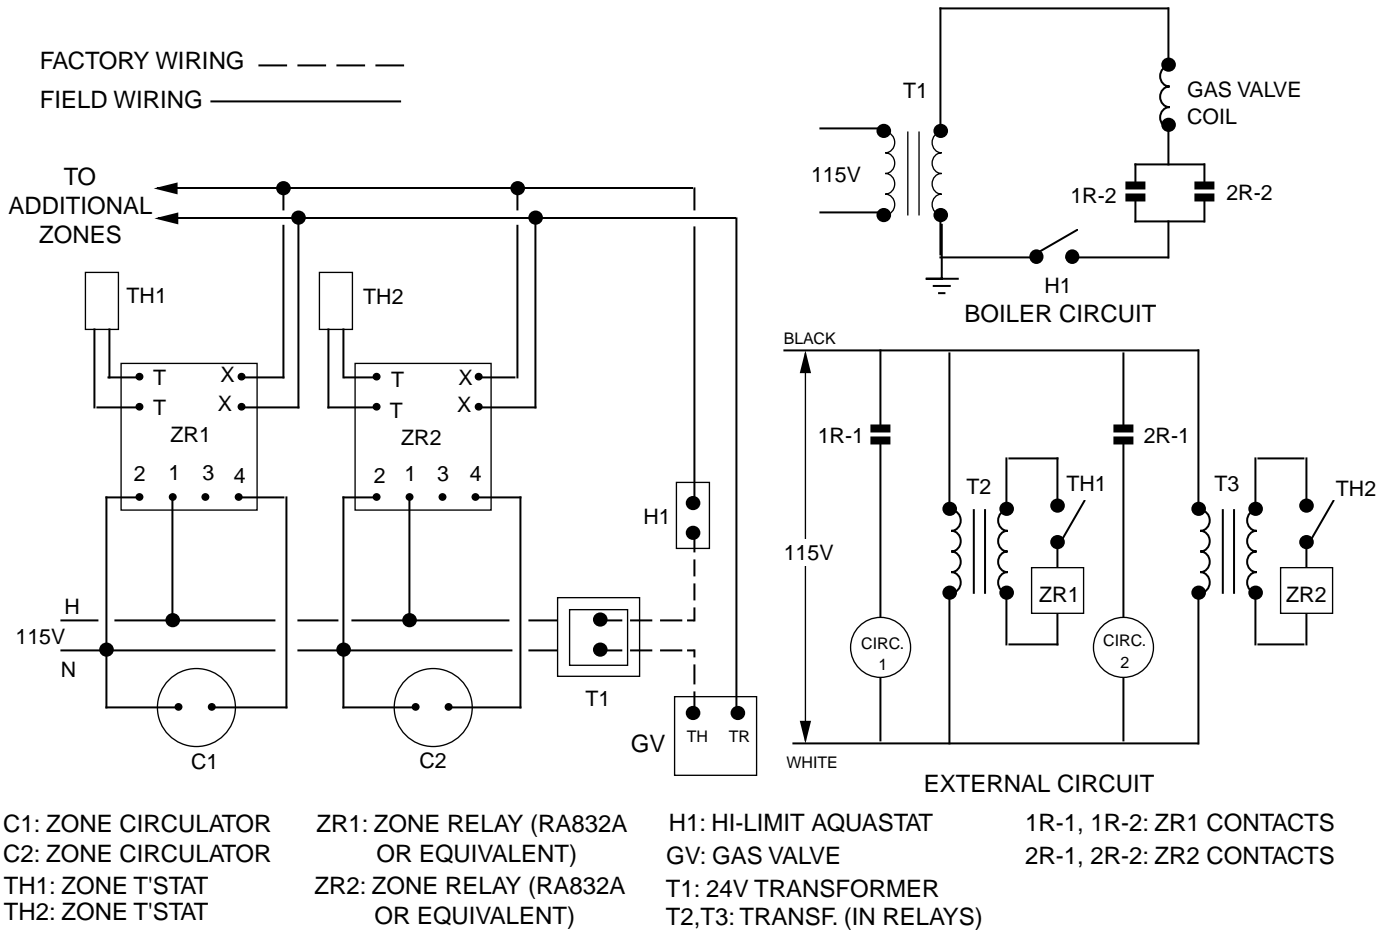 FACTORY WIRING
FIELD WIRING
TO
ADDITIONAL
ZONES
TH1
TH2
T X
T X
ZR1
2 1 3 4
T X
T X
ZR2
2 1 3 4
H1
H
115V
N
T1
C1
C2
GV
TH TR
T1
115V
GAS VALVE
COIL
1R-2
2R-2
H1
BOILER CIRCUIT
BLACK
1R-1
2R-1
T2
TH1
T3
TH2
115V
ZR1
ZR2
CIRC.
1
CIRC.
2
WHITE
EXTERNAL CIRCUIT
C1: ZONE CIRCULATOR
C2: ZONE CIRCULATOR
TH1: ZONE T'STAT
TH2: ZONE T'STAT
ZR1: ZONE RELAY (RA832A
OR EQUIVALENT)
ZR2: ZONE RELAY (RA832A
OR EQUIVALENT)
H1: HI-LIMIT AQUASTAT
GV: GAS VALVE
T1: 24V TRANSFORMER
T2,T3: TRANSF. (IN RELAYS)
1R-1, 1R-2: ZR1 CONTACTS
2R-1, 2R-2: ZR2 CONTACTS